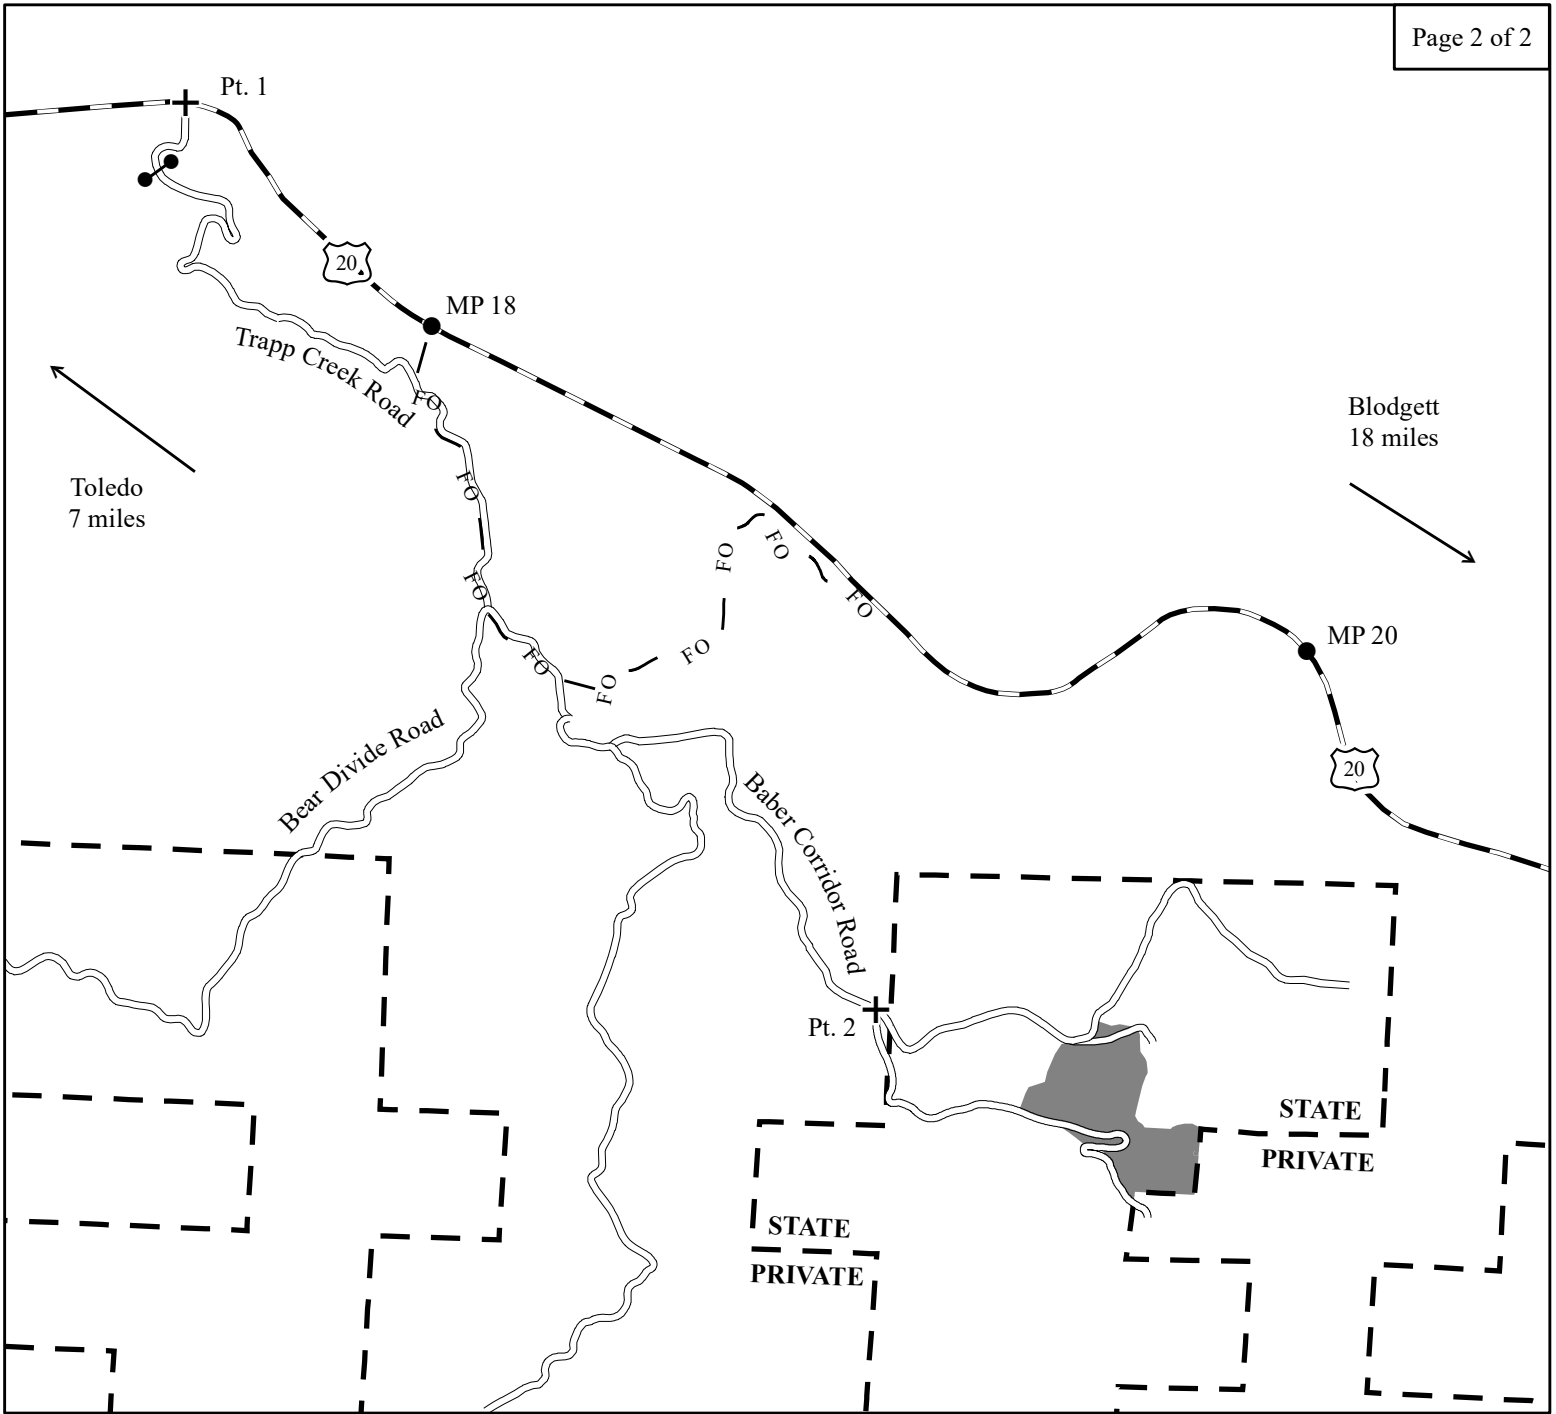 Page 2 of 2
Pt. 1
20
MP 18
Trapp Creek Road
FO
Blodgett
18 miles
Toledo
7 miles
FO
FO
FO
FO
FO
MP 20
FO
FO
FO
20
Bear Divide Road
Baber Corridor Road
Pt. 2
STATE
PRIVATE
STATE
PRIVATE